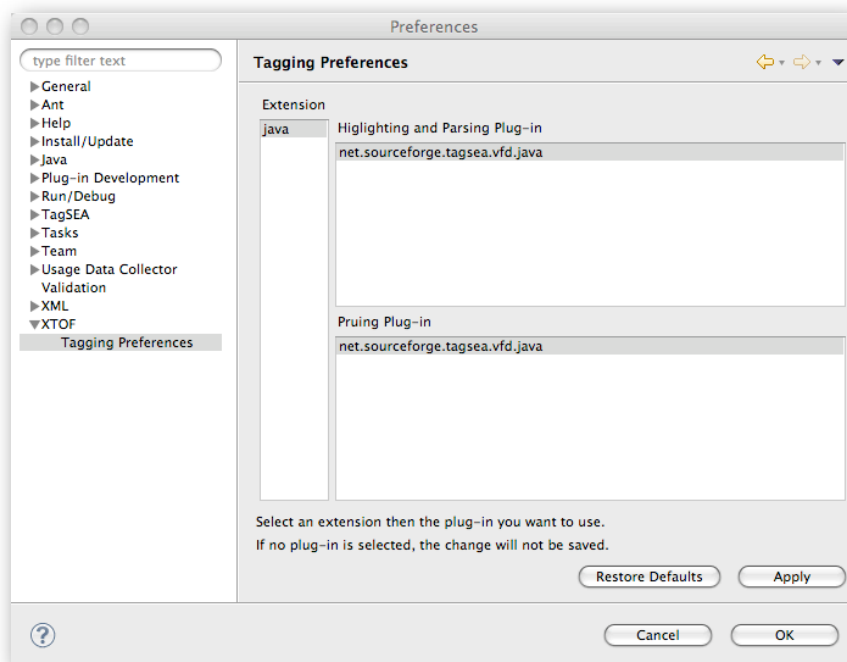 Preferences
type filter text
General
Ant
Help
Install/Update
Java
Plug-in Development
Run/Debug
TagSEA
Tasks
Team
Usage Data Collector
Validation
XML
XTOF
Tagging Preferences
Tagging Preferences
Extension
java
Higlighting and Parsing Plug-in
net.sourceforge.tagsea.vfd.java
Pruing Plug-in
net.sourceforge.tagsea.vfd.java
Select an extension then the plug-in you want to use.
If no plug-in is selected, the change will not be saved.
Restore Defaults
Apply
?
Cancel
OK